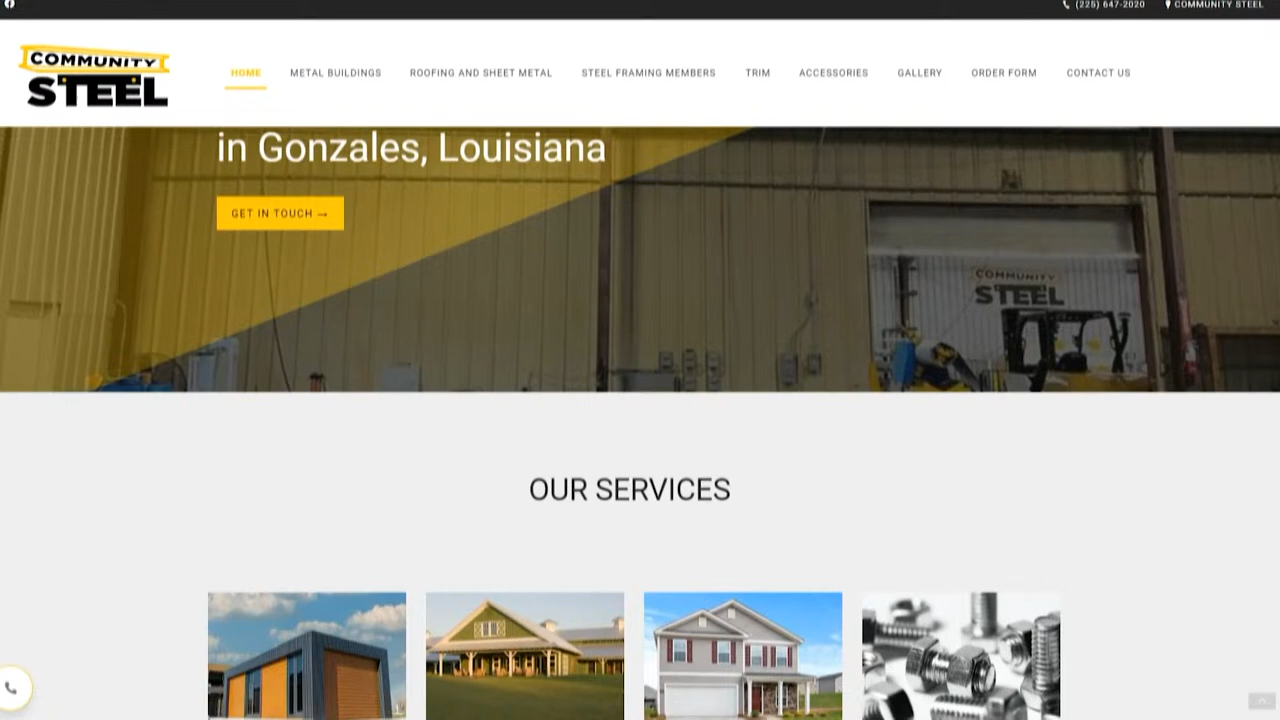 (225) 647-2020
COMMUNITY STEEL
COMMUNITY
STEEL
HOME
METAL BUILDINGS
ROOFING AND SHEET METAL
STEEL FRAMING MEMBERS
TRIM
ACCESSORIES
GALLERY
ORDER FORM
CONTACT US
in Gonzales, Louisiana
GET IN TOUCH →
COMMUNITY
STEEL
OUR SERVICES